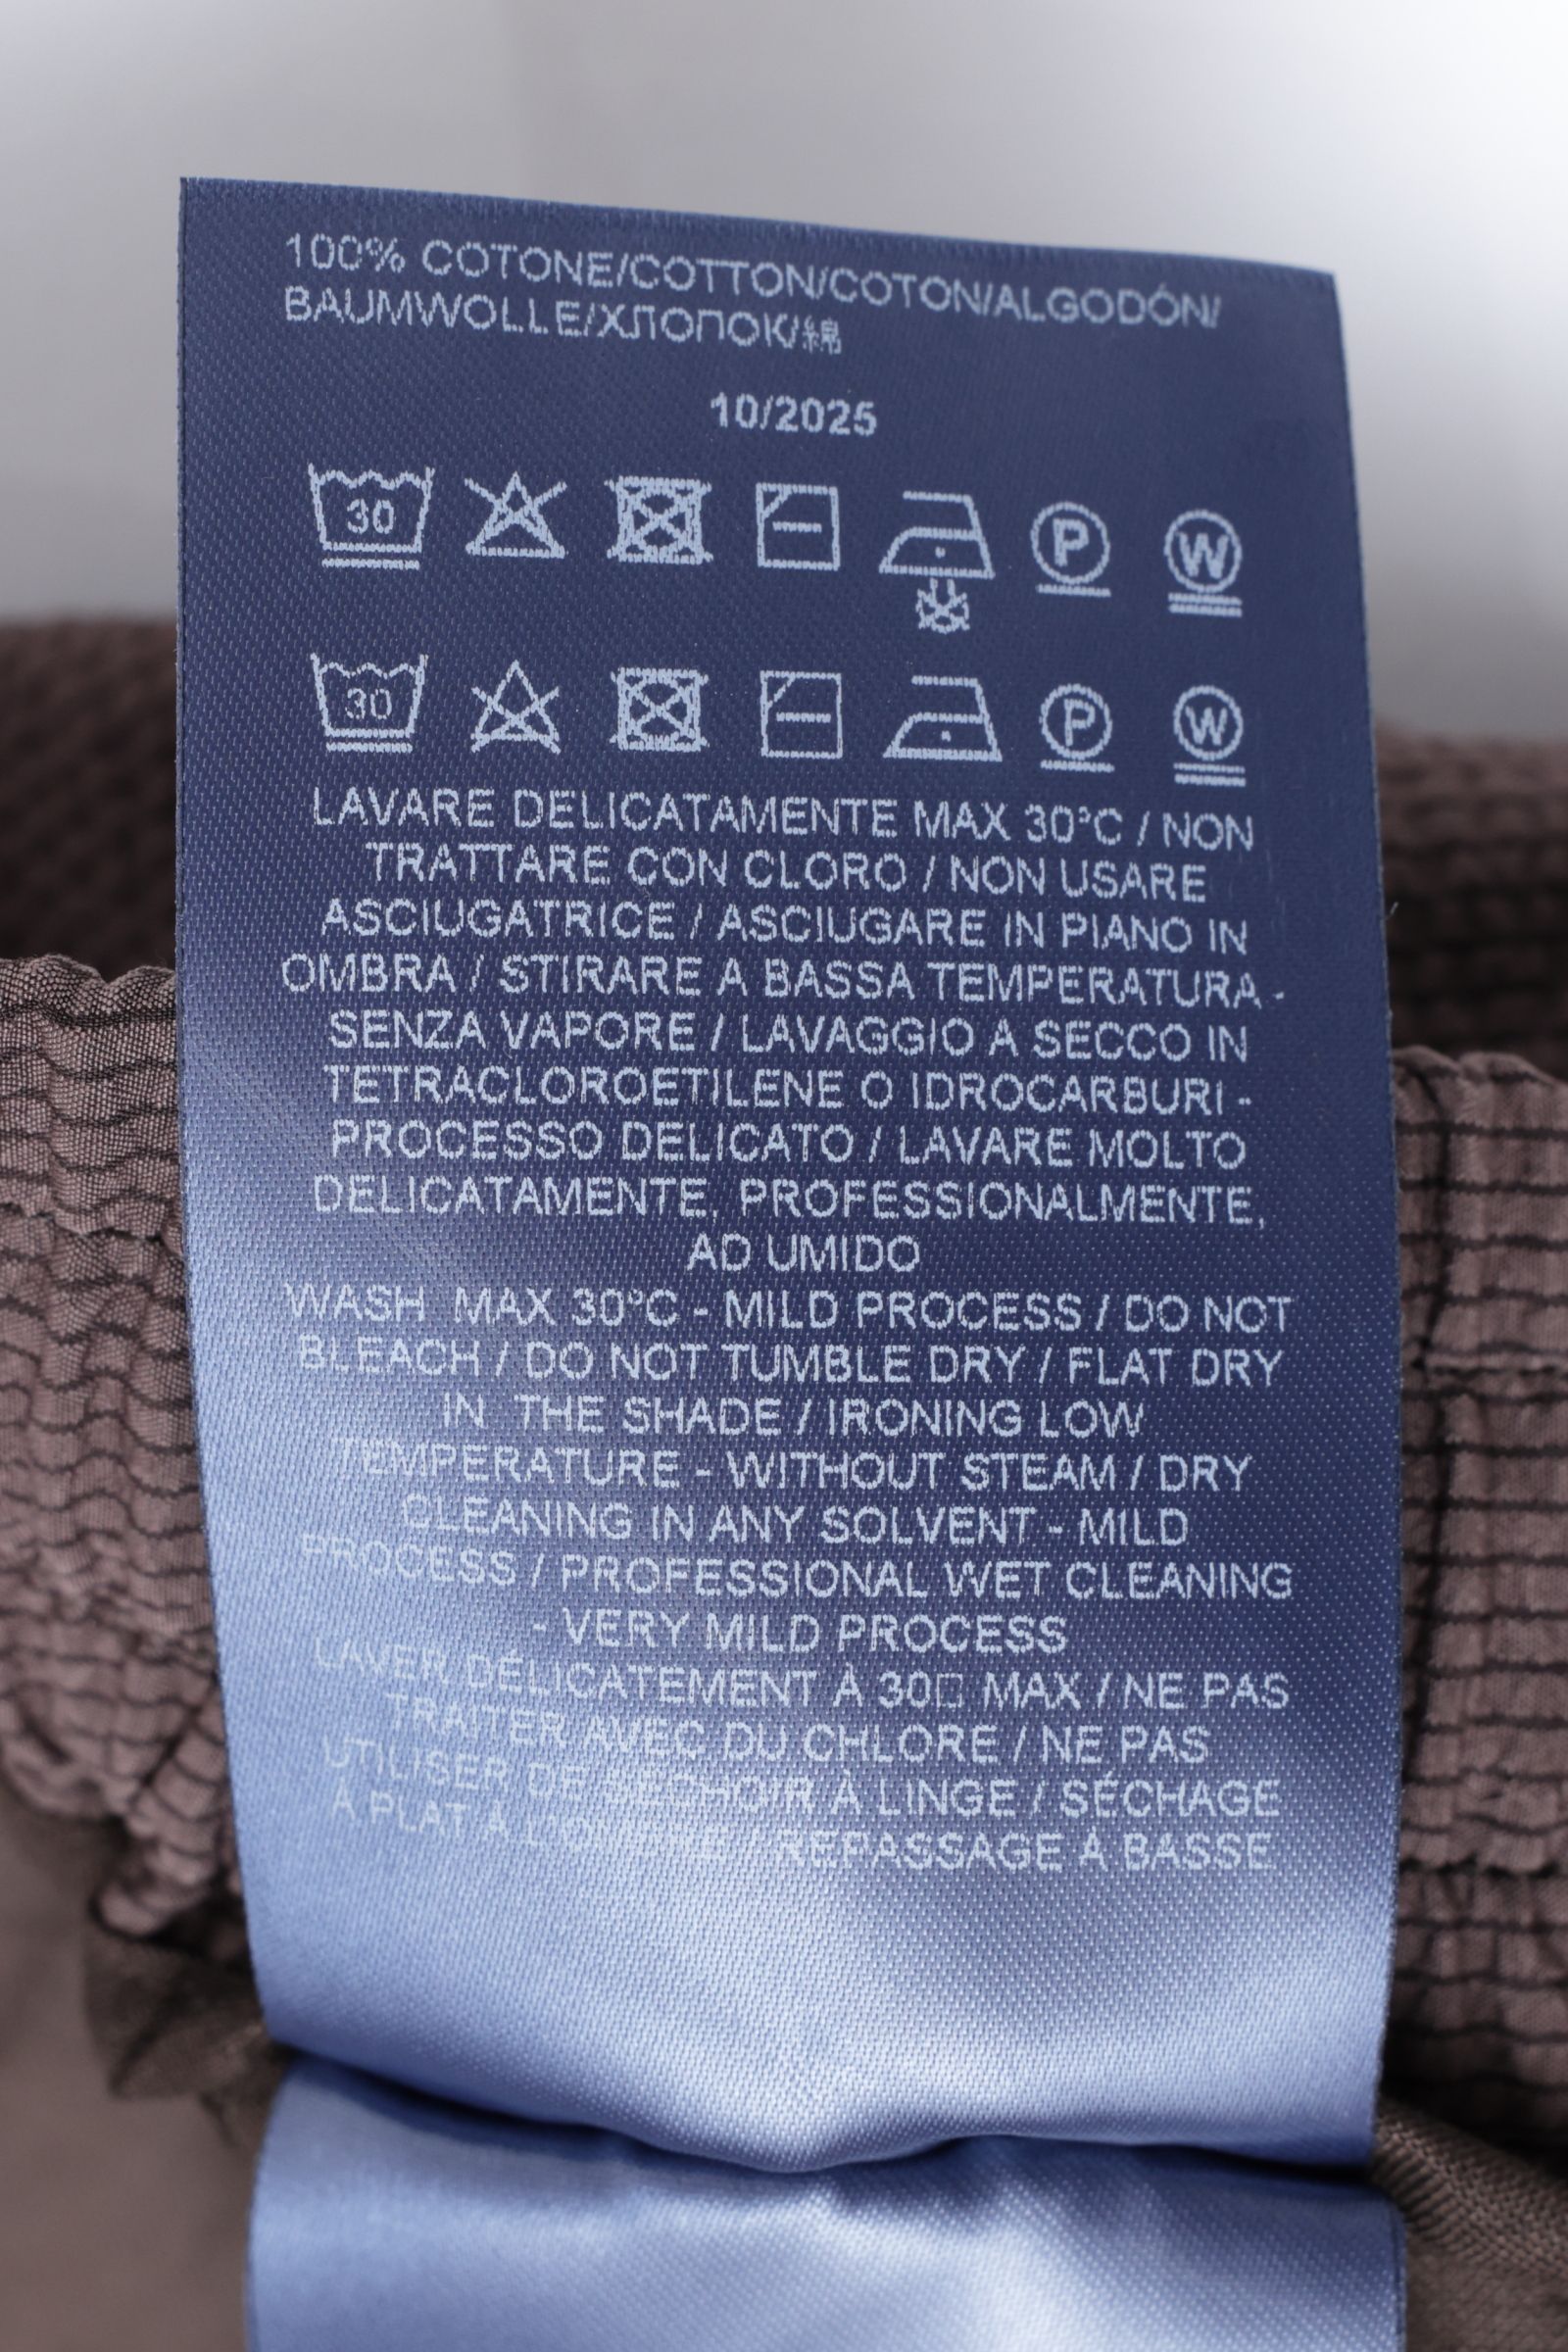 100% COTONE/COTTON/COTON/ALGODÓN/
BAUMWOLLE/ХЛОПОК/綿
10/2025
30 P W
30 P W
LAVARE DELICATAMENTE MAX 30°C / NON
TRATTARE CON CLORO / NON USARE
ASCIUGATRICE / ASCIUGARE IN PIANO IN
OMBRA / STIRARE A BASSA TEMPERATURA -
SENZA VAPORE / LAVAGGIO A SECCO IN
TETRACLOROETILENE O IDROCARBURI -
PROCESSO DELICATO / LAVARE MOLTO
DELICATAMENTE, PROFESSIONALMENTE,
AD UMIDO
WASH MAX 30°C - MILD PROCESS / DO NOT
BLEACH / DO NOT TUMBLE DRY / FLAT DRY
IN THE SHADE / IRONING LOW
TEMPERATURE - WITHOUT STEAM / DRY
CLEANING IN ANY SOLVENT - MILD
PROCESS / PROFESSIONAL WET CLEANING
- VERY MILD PROCESS
LAVER DÉLICATEMENT À 30□ MAX / NE PAS
TRAITER AVEC DU CHLORE / NE PAS
UTILISER DE SÉCHOIR À LINGE / SÉCHAGE
À PLAT À / REPASSAGE À BASSE